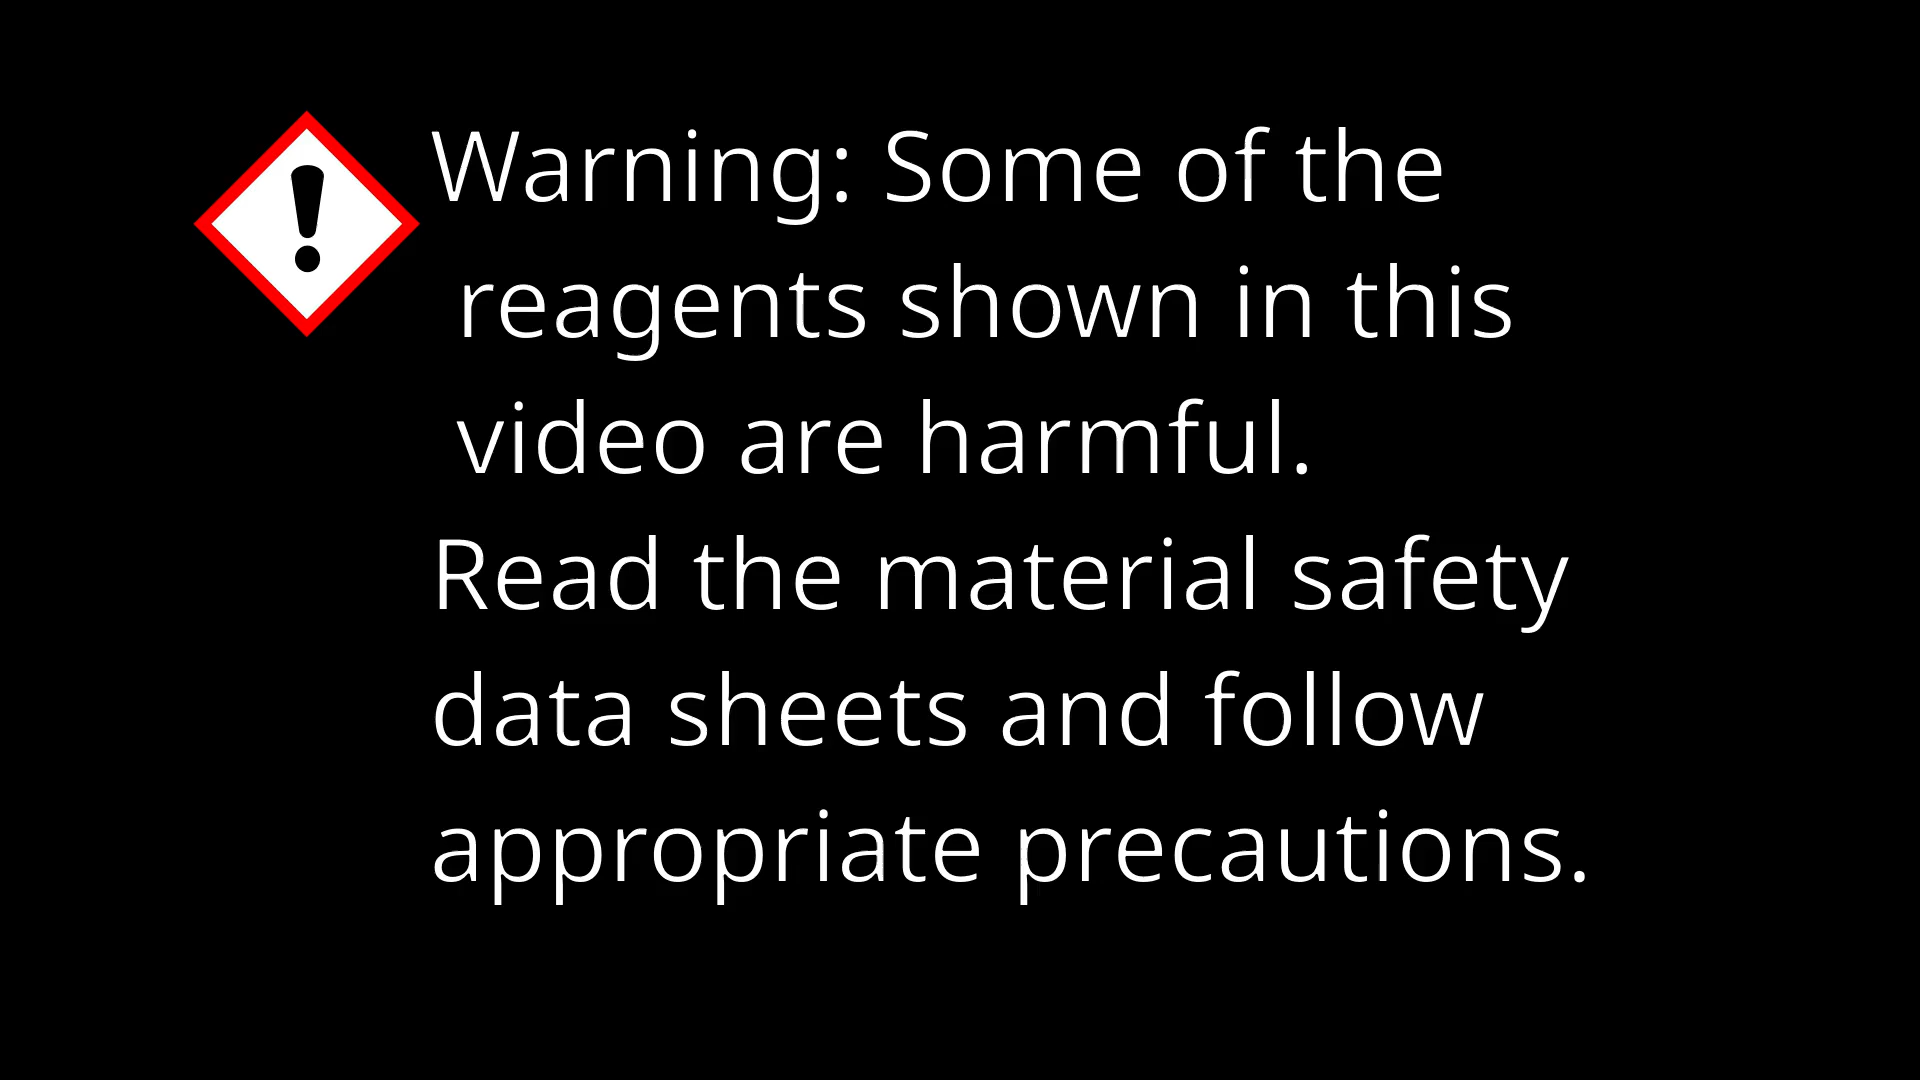 Warning: Some of the
reagents shown in this
video are harmful.
Read the material safety
data sheets and follow
appropriate precautions.